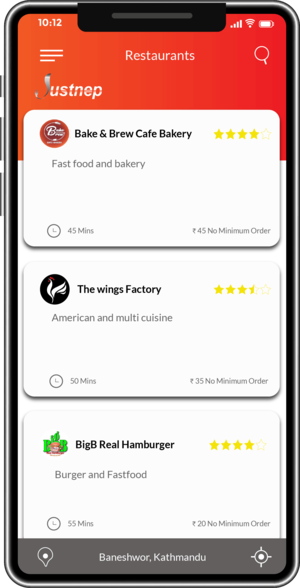 10:12
Restaurants
Justnep
Bake & Brew Cafe Bakery
Fast food and bakery
45 Mins
₹ 45 No Minimum Order
The wings Factory
American and multi cuisine
50 Mins
₹ 35 No Minimum Order
BigB Real Hamburger
Burger and Fastfood
55 Mins
₹ 20 No Minimum Order
Baneshwor, Kathmandu